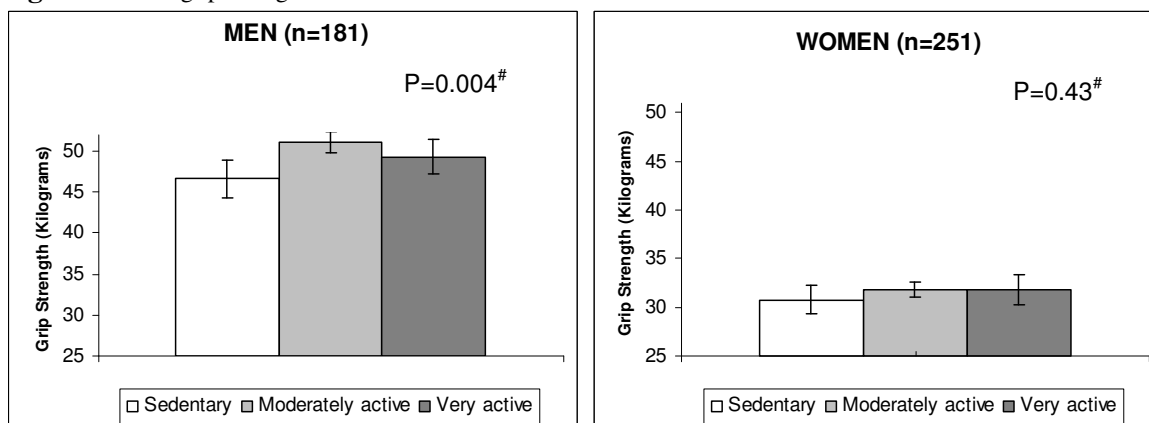 MEN (n=181)
P=0.004#
Grip Strength (Kilograms)
50
45
40
35
30
25
Sedentary Moderately active Very active
WOMEN (n=251)
P=0.43#
Grip Strength (Kilograms)
50
45
40
35
30
25
Sedentary Moderately active Very active